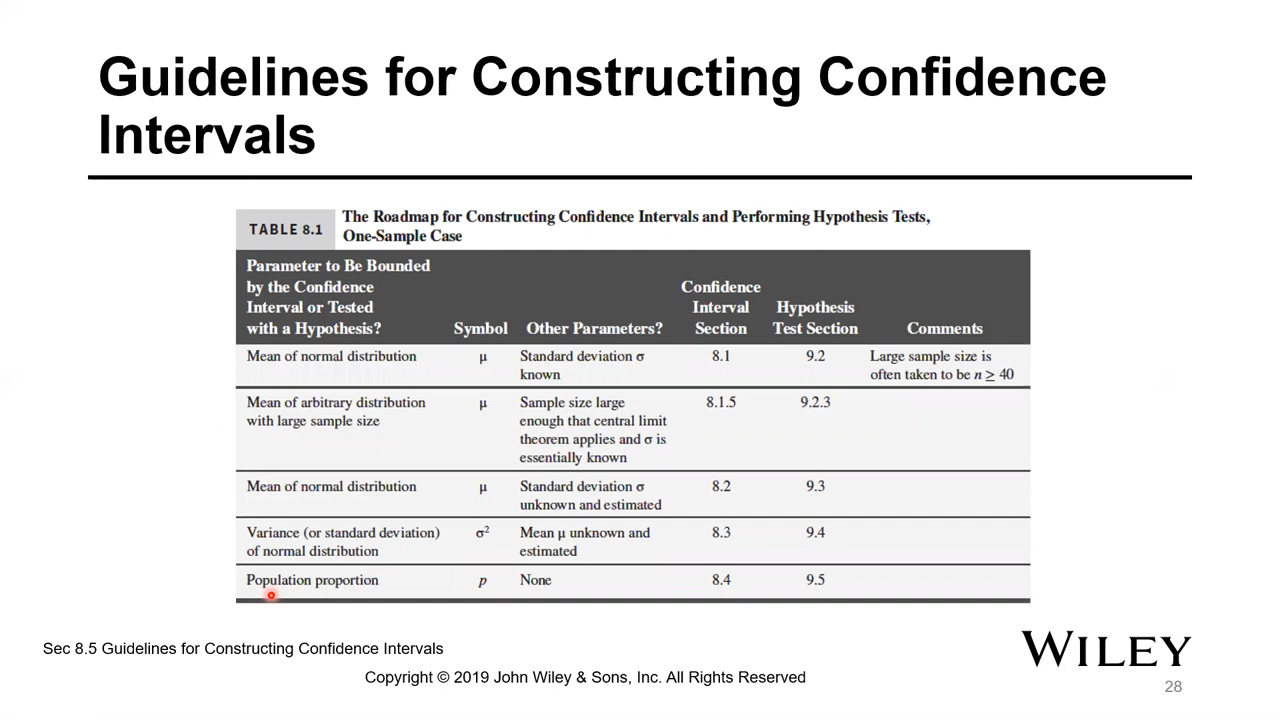 Guidelines for Constructing Confidence
Intervals
TABLE 8.1
The Roadmap for Constructing Confidence Intervals and Performing Hypothesis Tests,
One-Sample Case
Parameter to Be Bounded
by the Confidence
Interval or Tested
with a Hypothesis?
Symbol
Other Parameters?
Confidence
Interval
Section
Hypothesis
Test Section
Comments
Mean of normal distribution
μ
Standard deviation σ
known
8.1
9.2
Large sample size is
often taken to be n ≥ 40
Mean of arbitrary distribution
with large sample size
μ
Sample size large
enough that central limit
theorem applies and σ is
essentially known
8.1.5
9.2.3
Mean of normal distribution
μ
Standard deviation σ
unknown and estimated
8.2
9.3
Variance (or standard deviation)
of normal distribution
σ²
Mean μ unknown and
estimated
8.3
9.4
Population proportion
p
None
8.4
9.5
Sec 8.5 Guidelines for Constructing Confidence Intervals
Copyright © 2019 John Wiley & Sons, Inc. All Rights Reserved
WILEY
28